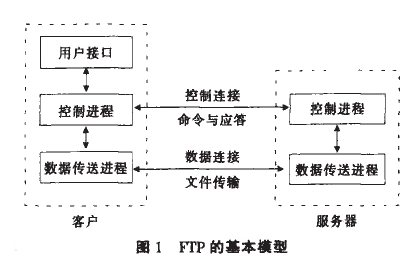 用户接口
控制进程
控制连接
命令与应答
控制进程
数据传送进程
数据连接
文件传输
数据传送进程
客户
服务器
图1 FTP的基本模型